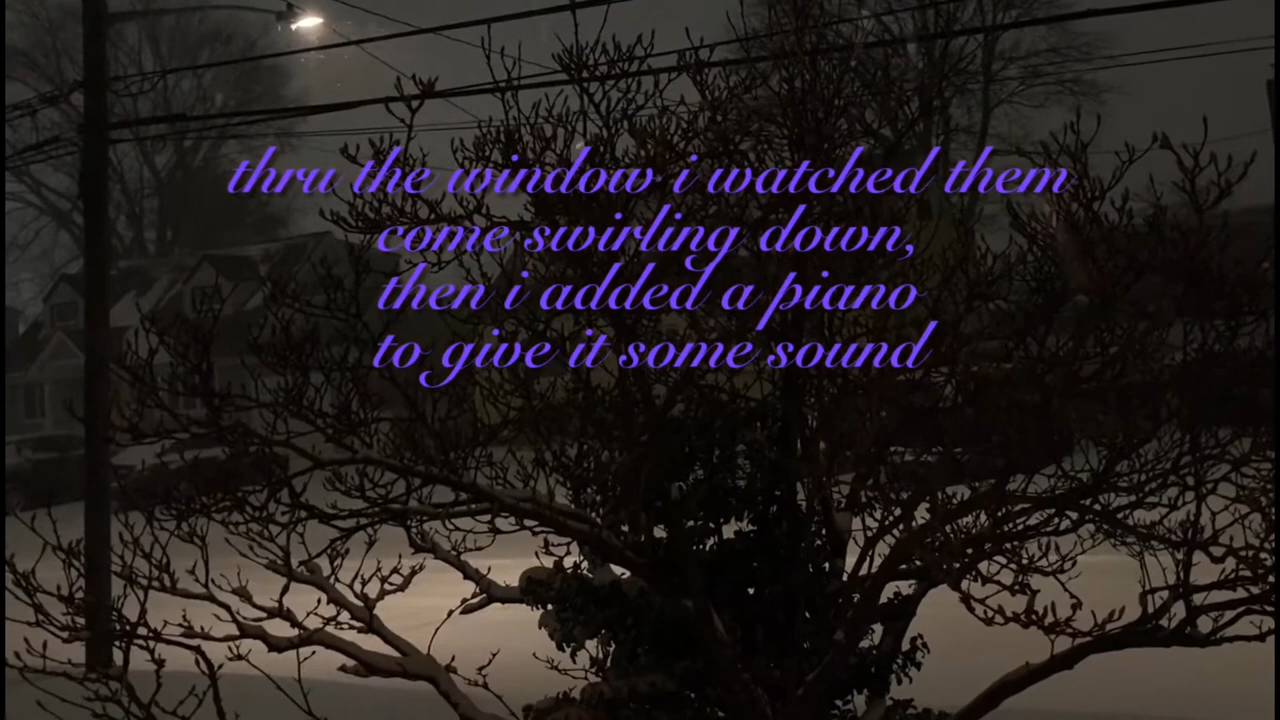 thru the window i watched them
come swirling down,
then i added a piano
to give it some sound